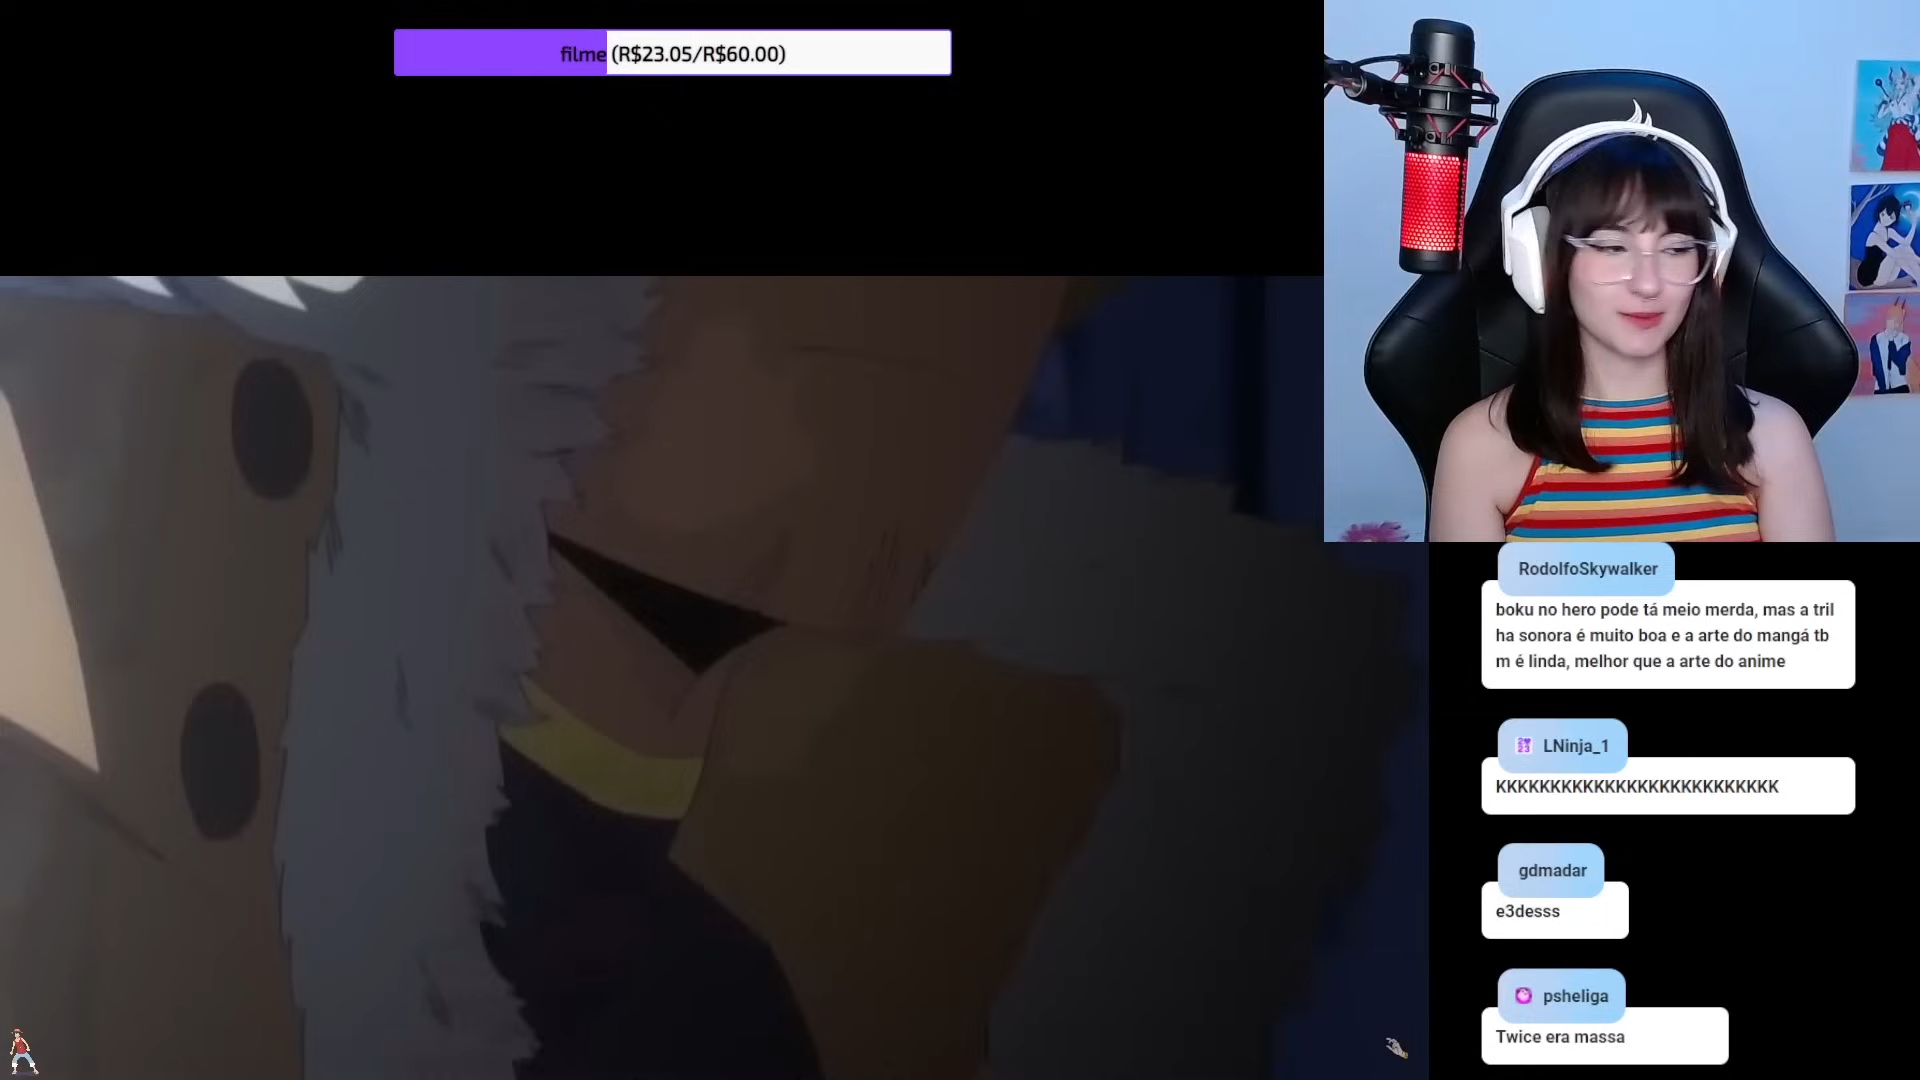 filme (R$23.05/R$60.00)
RodolfoSkywalker
boku no hero pode tá meio merda, mas a tril
ha sonora é muito boa e a arte do mangá tb
m é linda, melhor que a arte do anime
LNinja_1
KKKKKKKKKKKKKKKKKKKKKKKKKK
gdmadar
e3desss
psheliga
Twice era massa